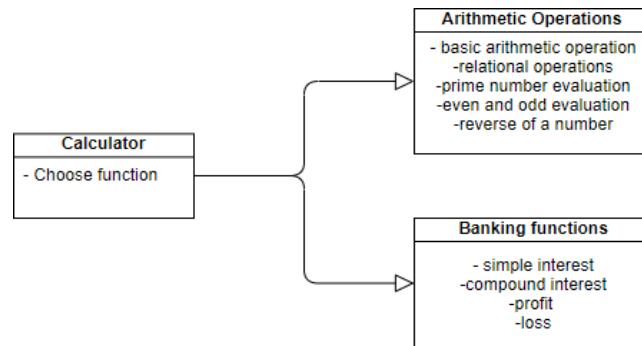 Arithmetic Operations
- basic arithmetic operation
-relational operations
-prime number evaluation
-even and odd evaluation
-reverse of a number
Calculator
- Choose function
Banking functions
- simple interest
-compound interest
-profit
-loss